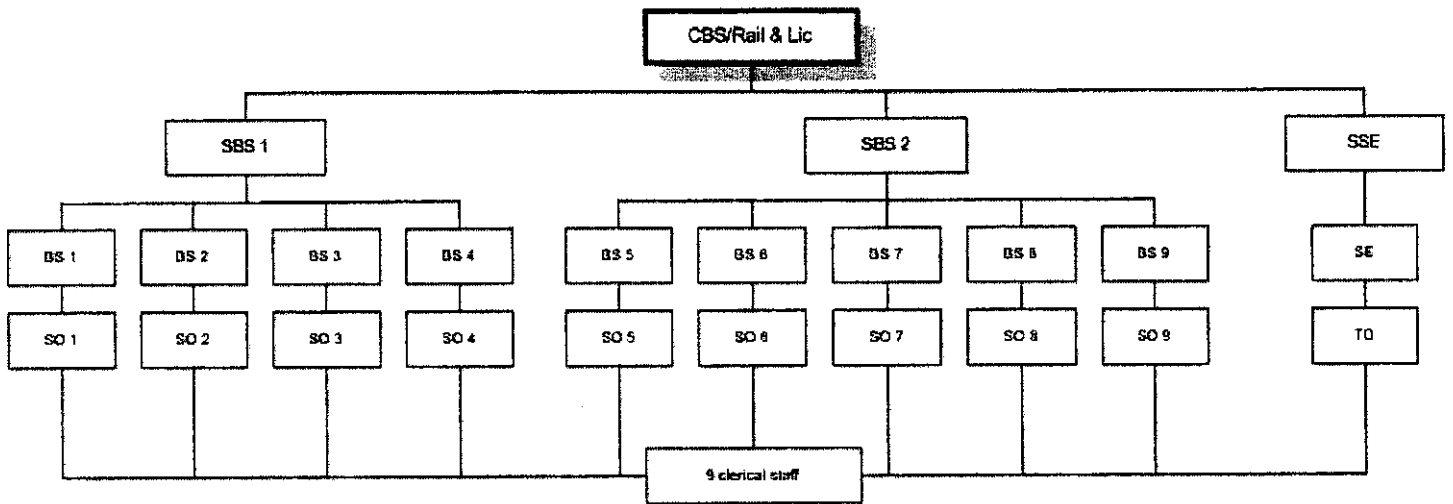 CBS/Rail & Lic
SBS 1
SBS 2
SSE
BS 1
BS 2
BS 3
BS 4
BS 5
BS 6
BS 7
BS 8
BS 9
SE
SO 1
SO 2
SO 3
SO 4
SO 5
SO 6
SO 7
SO 8
SO 9
TO
9 clerical staff